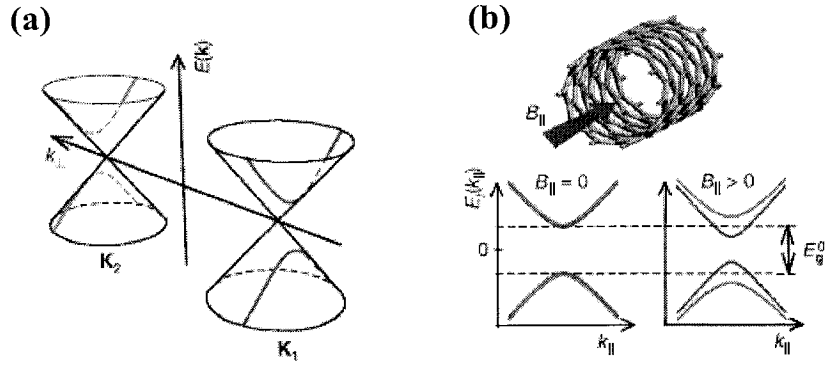 (a)
E(k)
k⊥
K₂
K₁
(b)
B∥
E(k∥)
B∥ = 0
B∥ > 0
0
E⁰g
k∥
k∥